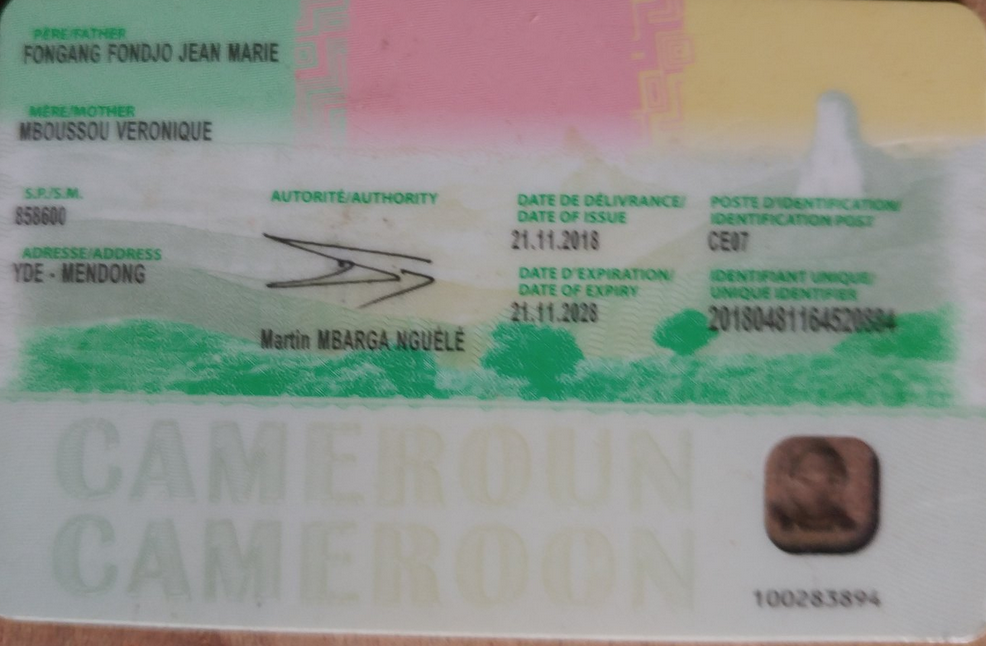 PÈRE/FATHER
FONGANG FONDJO JEAN MARIE
MÈRE/MOTHER
MBOUSSOU VERONIQUE
S.P./S.M.
858600
ADRESSE/ADDRESS
YDE - MENDONG
AUTORITÉ/AUTHORITY
Martin MBARGA NGUÉLÉ
DATE DE DÉLIVRANCE/
DATE OF ISSUE
21.11.2018
DATE D'EXPIRATION/
DATE OF EXPIRY
21.11.2028
POSTE D'IDENTIFICATION/
IDENTIFICATION POST
CE07
IDENTIFIANT UNIQUE/
UNIQUE IDENTIFIER
20180481164520884
CAMEROUN
CAMEROON
100283894